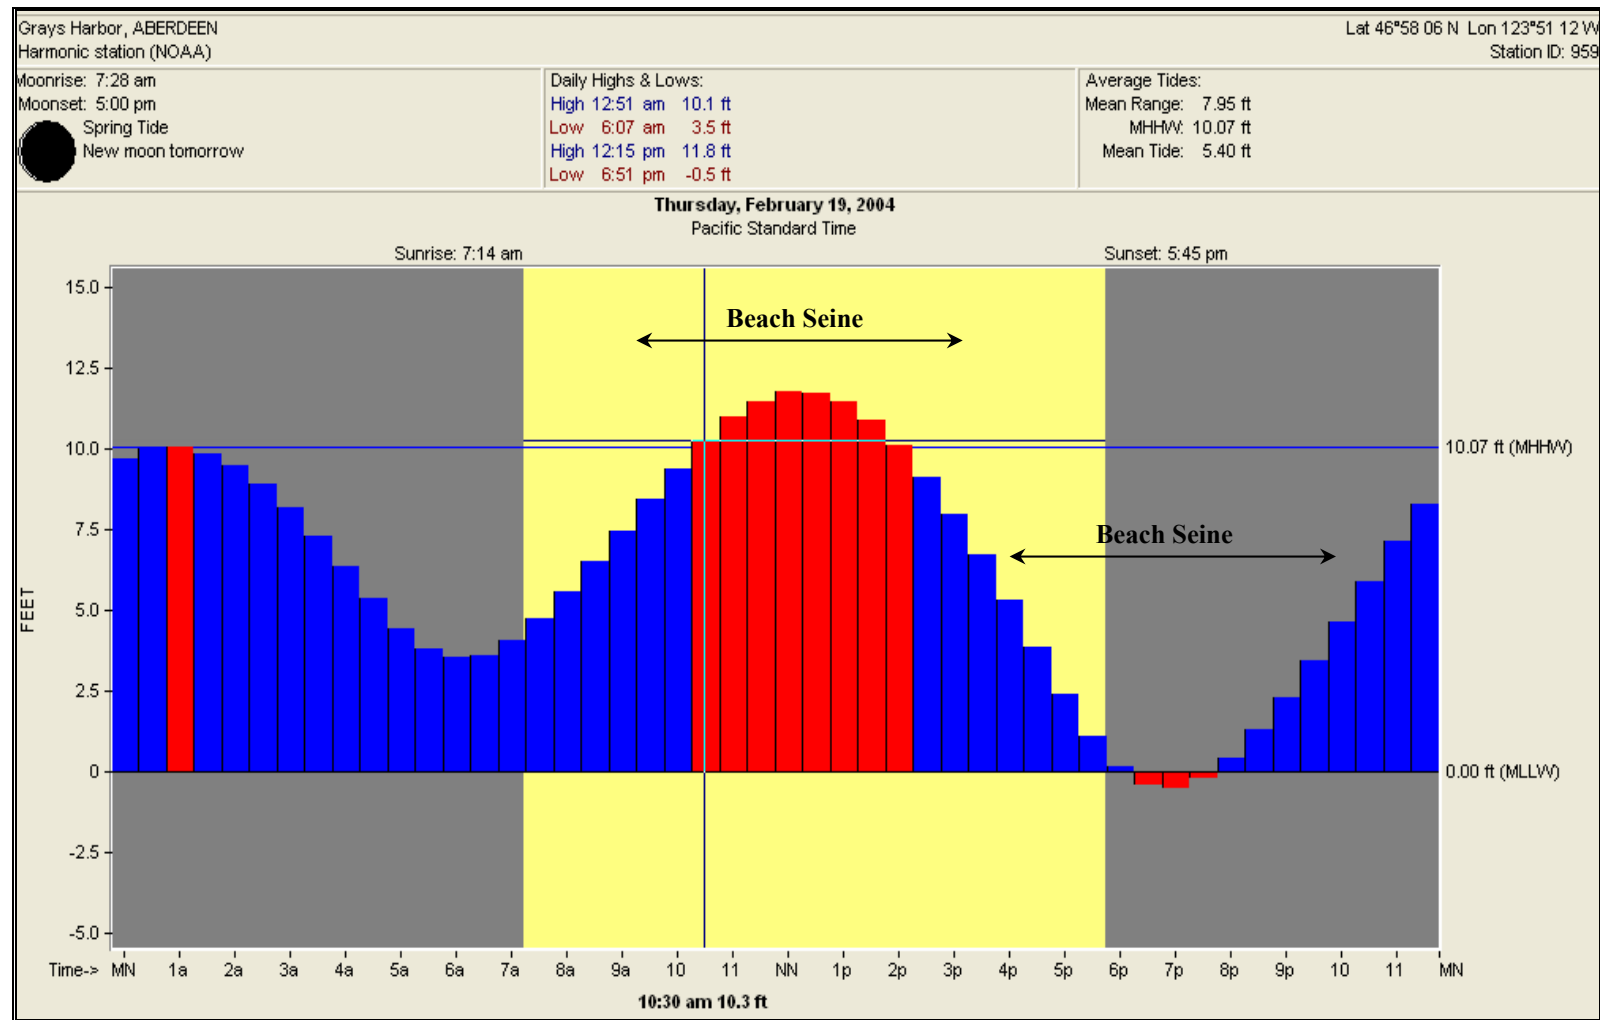 Grays Harbor, ABERDEEN
Lat 46°58 06 N Lon 123°51 12 W
Harmonic station (NOAA)
Station ID: 959
Moonrise: 7:28 am
Moonset: 5:00 pm
Spring Tide
New moon tomorrow
Daily Highs & Lows:
High 12:51 am 10.1 ft
Low 6:07 am 3.5 ft
High 12:15 pm 11.8 ft
Low 6:51 pm -0.5 ft
Average Tides:
Mean Range: 7.95 ft
MHHW: 10.07 ft
Mean Tide: 5.40 ft
Thursday, February 19, 2004
Pacific Standard Time
Sunrise: 7:14 am
Sunset: 5:45 pm
15.0
Beach Seine
12.5
10.0
10.07 ft (MHHW)
7.5
Beach Seine
5.0
FEET
2.5
0
0.00 ft (MLLW)
-2.5
-5.0
Time-> MN 1a 2a 3a 4a 5a 6a 7a 8a 9a 10 11 NN 1p 2p 3p 4p 5p 6p 7p 8p 9p 10 11 MN
10:30 am 10.3 ft